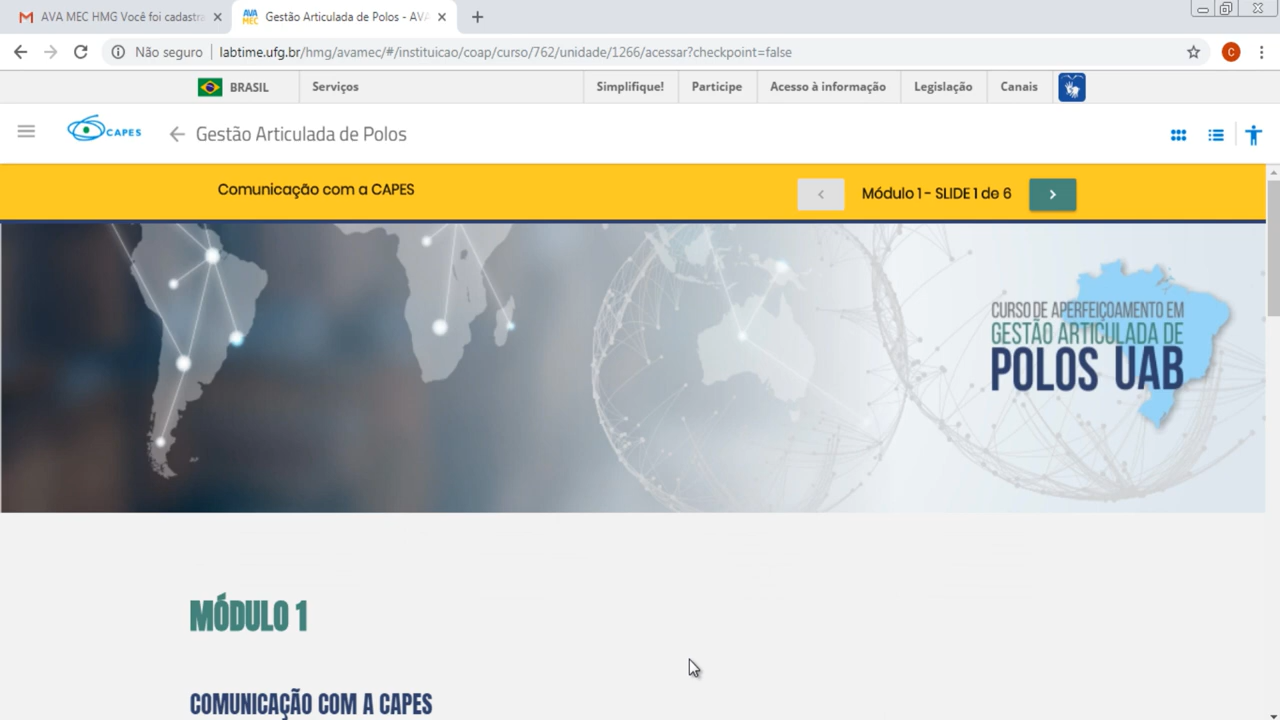 AVA MEC HMG Você foi cadastra
Gestão Articulada de Polos - AVA
Não seguro
labtime.ufg.br/hmg/avamec/#/instituicao/coap/curso/762/unidade/1266/acessar?checkpoint=false
C
BRASIL
Serviços
Simplifique!
Participe
Acesso à informação
Legislação
Canais
CAPES
Gestão Articulada de Polos
Comunicação com a CAPES
Módulo 1 - SLIDE 1 de 6
CURSO DE APERFEIÇOAMENTO EM
GESTÃO ARTICULADA DE
POLOS UAB
MÓDULO 1
COMUNICAÇÃO COM A CAPES